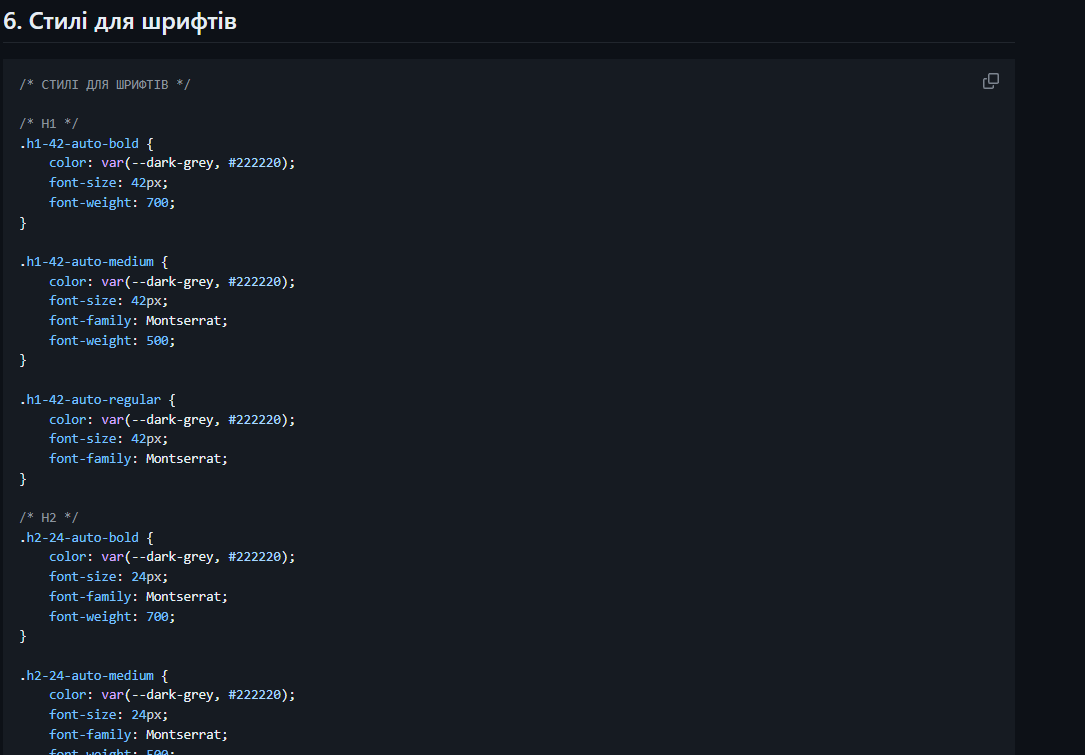 6. Стилі для шрифтів
/* СТИЛІ ДЛЯ ШРИФТІВ */
/* H1 */
.h1-42-auto-bold {
color: var(--dark-grey, #222220);
font-size: 42px;
font-weight: 700;
}
.h1-42-auto-medium {
color: var(--dark-grey, #222220);
font-size: 42px;
font-family: Montserrat;
font-weight: 500;
}
.h1-42-auto-regular {
color: var(--dark-grey, #222220);
font-size: 42px;
font-family: Montserrat;
}
/* H2 */
.h2-24-auto-bold {
color: var(--dark-grey, #222220);
font-size: 24px;
font-family: Montserrat;
font-weight: 700;
}
.h2-24-auto-medium {
color: var(--dark-grey, #222220);
font-size: 24px;
font-family: Montserrat;
font-weight: 500;